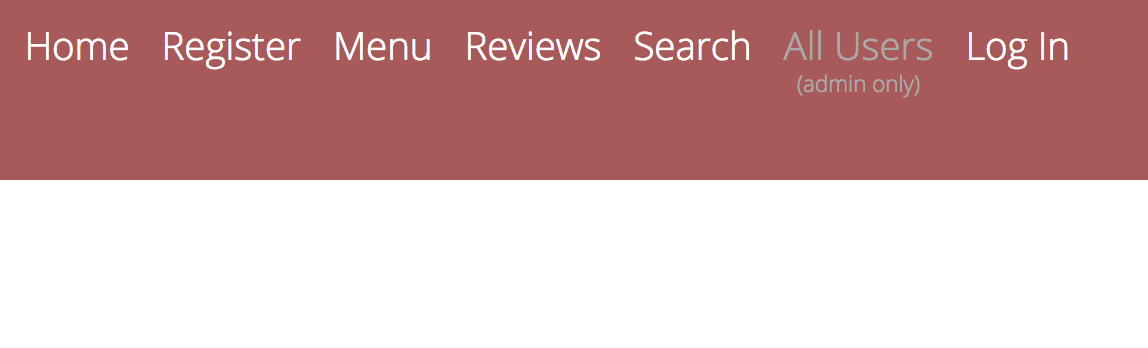 Home Register Menu Reviews Search All Users Log In
(admin only)